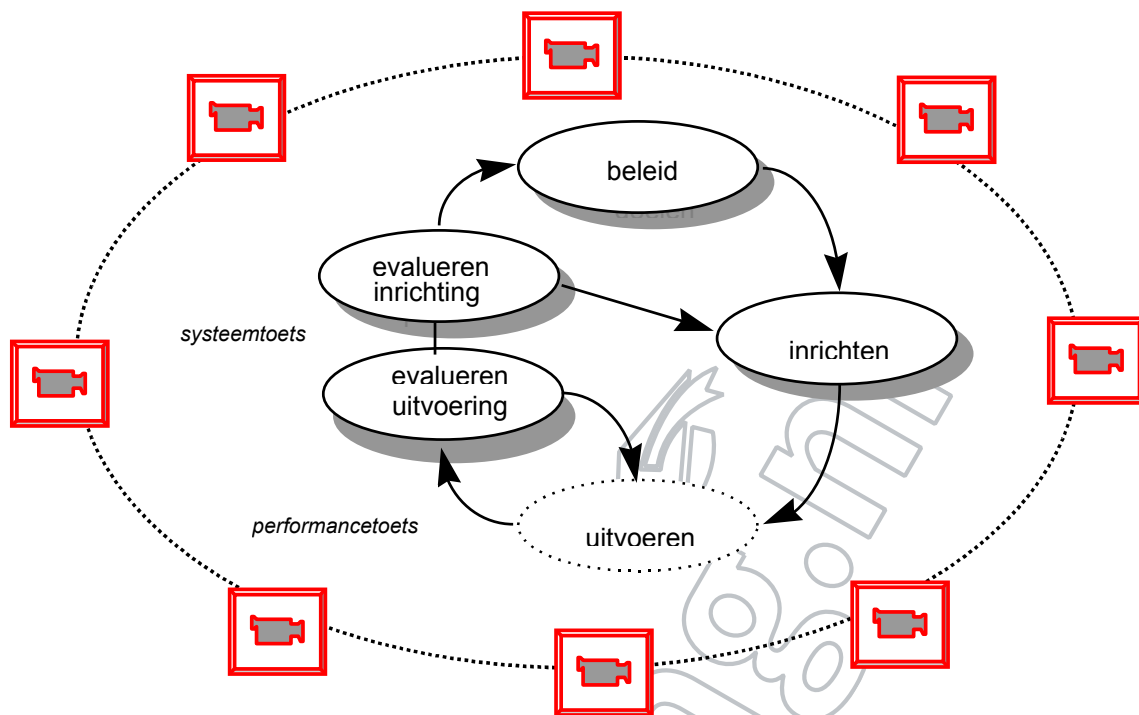 beleid
evalueren
inrichting
systeemtoets
inrichten
evalueren
uitvoering
performancetoets
uitvoeren